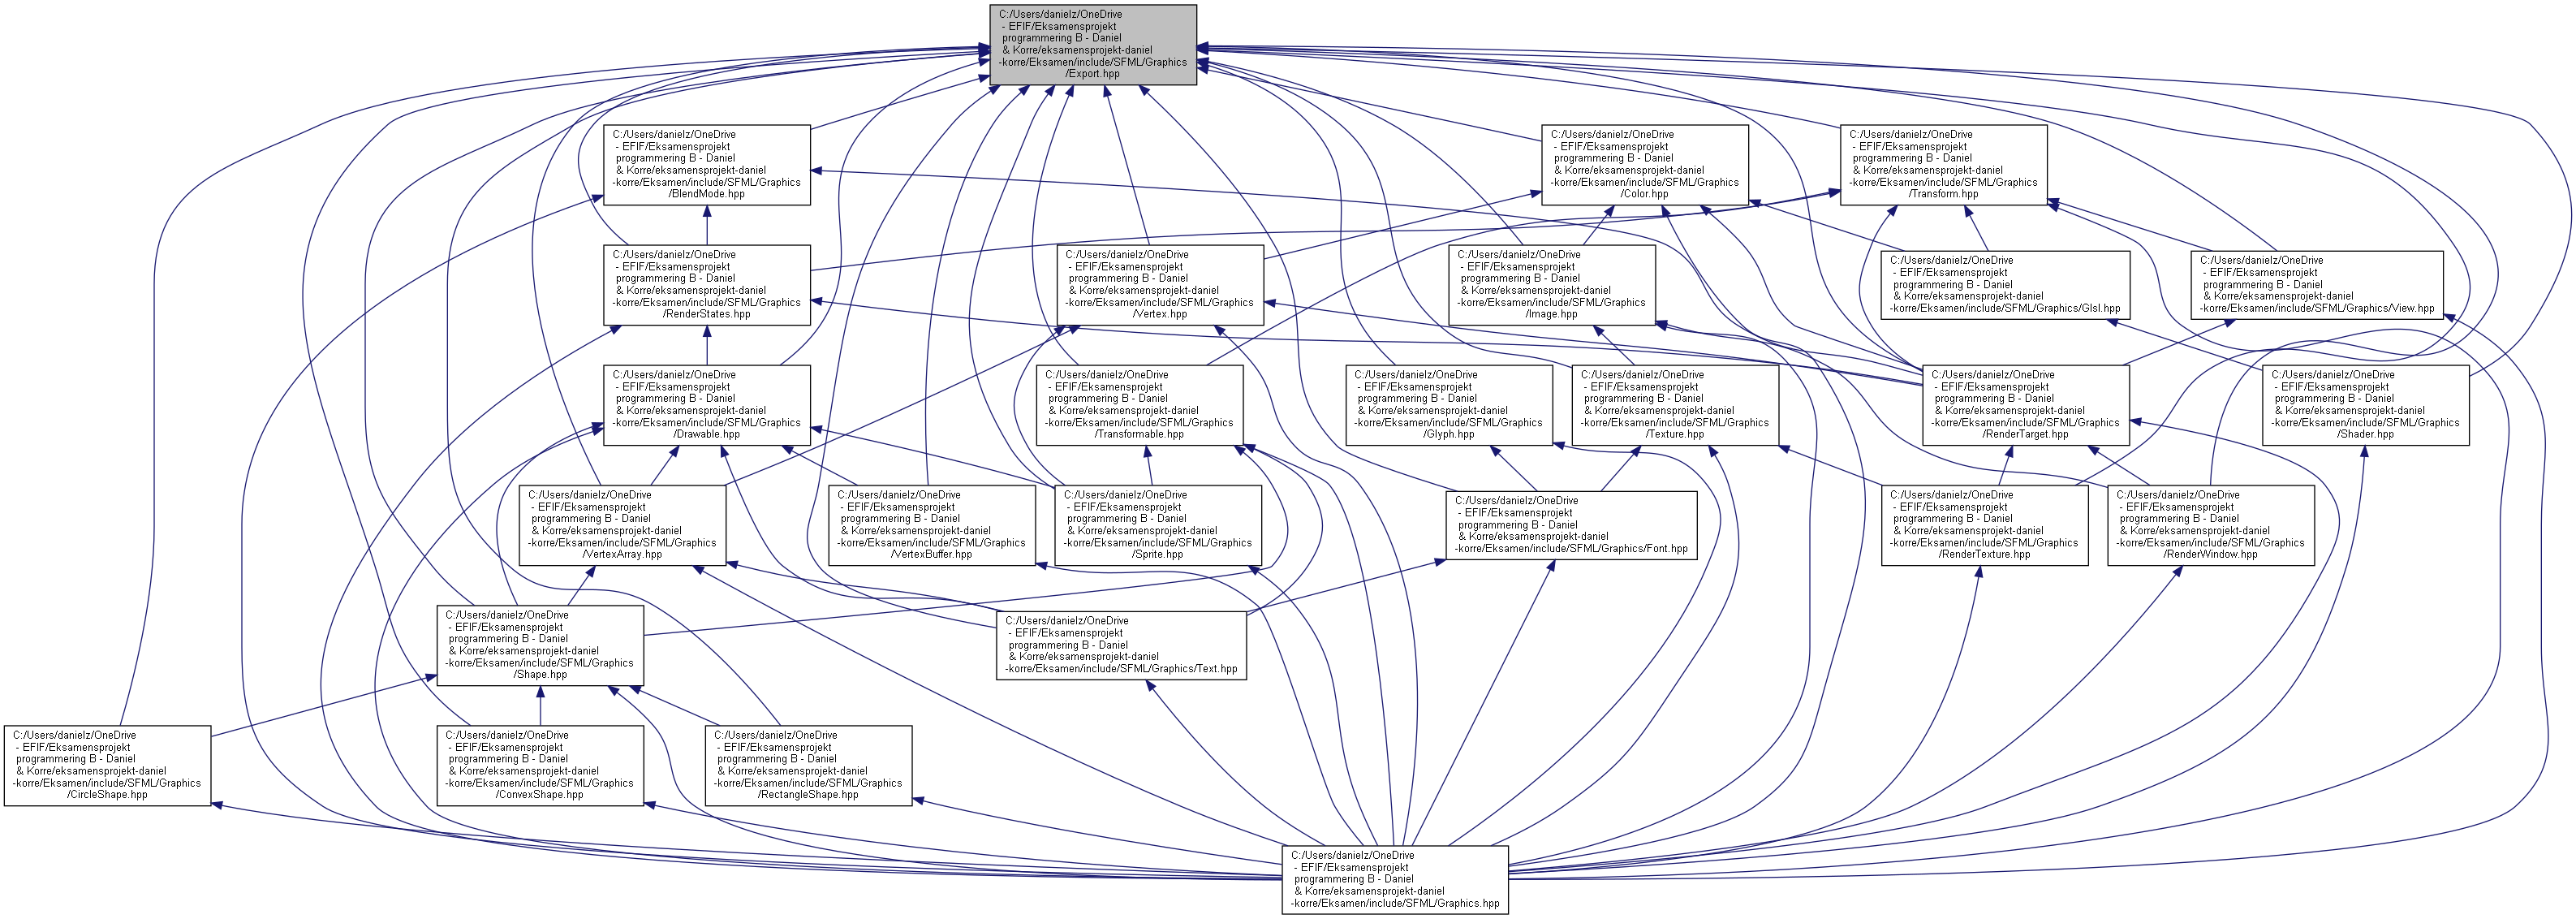 C:/Users/danielz/OneDrive
- EFIF/Eksamensprojekt
programmering B - Daniel
& Korre/eksamensprojekt-daniel
-korre/Eksamen/include/SFML/Graphics
/Export.hpp
C:/Users/danielz/OneDrive
- EFIF/Eksamensprojekt
programmering B - Daniel
& Korre/eksamensprojekt-daniel
-korre/Eksamen/include/SFML/Graphics
/BlendMode.hpp
C:/Users/danielz/OneDrive
- EFIF/Eksamensprojekt
programmering B - Daniel
& Korre/eksamensprojekt-daniel
-korre/Eksamen/include/SFML/Graphics
/Color.hpp
C:/Users/danielz/OneDrive
- EFIF/Eksamensprojekt
programmering B - Daniel
& Korre/eksamensprojekt-daniel
-korre/Eksamen/include/SFML/Graphics
/Transform.hpp
C:/Users/danielz/OneDrive
- EFIF/Eksamensprojekt
programmering B - Daniel
& Korre/eksamensprojekt-daniel
-korre/Eksamen/include/SFML/Graphics
/RenderStates.hpp
C:/Users/danielz/OneDrive
- EFIF/Eksamensprojekt
programmering B - Daniel
& Korre/eksamensprojekt-daniel
-korre/Eksamen/include/SFML/Graphics
/Vertex.hpp
C:/Users/danielz/OneDrive
- EFIF/Eksamensprojekt
programmering B - Daniel
& Korre/eksamensprojekt-daniel
-korre/Eksamen/include/SFML/Graphics
/Image.hpp
C:/Users/danielz/OneDrive
- EFIF/Eksamensprojekt
programmering B - Daniel
& Korre/eksamensprojekt-daniel
-korre/Eksamen/include/SFML/Graphics/Glsl.hpp
C:/Users/danielz/OneDrive
- EFIF/Eksamensprojekt
programmering B - Daniel
& Korre/eksamensprojekt-daniel
-korre/Eksamen/include/SFML/Graphics/View.hpp
C:/Users/danielz/OneDrive
- EFIF/Eksamensprojekt
programmering B - Daniel
& Korre/eksamensprojekt-daniel
-korre/Eksamen/include/SFML/Graphics
/Drawable.hpp
C:/Users/danielz/OneDrive
- EFIF/Eksamensprojekt
programmering B - Daniel
& Korre/eksamensprojekt-daniel
-korre/Eksamen/include/SFML/Graphics
/Transformable.hpp
C:/Users/danielz/OneDrive
- EFIF/Eksamensprojekt
programmering B - Daniel
& Korre/eksamensprojekt-daniel
-korre/Eksamen/include/SFML/Graphics
/Glyph.hpp
C:/Users/danielz/OneDrive
- EFIF/Eksamensprojekt
programmering B - Daniel
& Korre/eksamensprojekt-daniel
-korre/Eksamen/include/SFML/Graphics
/Texture.hpp
C:/Users/danielz/OneDrive
- EFIF/Eksamensprojekt
programmering B - Daniel
& Korre/eksamensprojekt-daniel
-korre/Eksamen/include/SFML/Graphics
/RenderTarget.hpp
C:/Users/danielz/OneDrive
- EFIF/Eksamensprojekt
programmering B - Daniel
& Korre/eksamensprojekt-daniel
-korre/Eksamen/include/SFML/Graphics
/Shader.hpp
C:/Users/danielz/OneDrive
- EFIF/Eksamensprojekt
programmering B - Daniel
& Korre/eksamensprojekt-daniel
-korre/Eksamen/include/SFML/Graphics
/VertexArray.hpp
C:/Users/danielz/OneDrive
- EFIF/Eksamensprojekt
programmering B - Daniel
& Korre/eksamensprojekt-daniel
-korre/Eksamen/include/SFML/Graphics
/VertexBuffer.hpp
C:/Users/danielz/OneDrive
- EFIF/Eksamensprojekt
programmering B - Daniel
& Korre/eksamensprojekt-daniel
-korre/Eksamen/include/SFML/Graphics
/Sprite.hpp
C:/Users/danielz/OneDrive
- EFIF/Eksamensprojekt
programmering B - Daniel
& Korre/eksamensprojekt-daniel
-korre/Eksamen/include/SFML/Graphics/Font.hpp
C:/Users/danielz/OneDrive
- EFIF/Eksamensprojekt
programmering B - Daniel
& Korre/eksamensprojekt-daniel
-korre/Eksamen/include/SFML/Graphics
/RenderTexture.hpp
C:/Users/danielz/OneDrive
- EFIF/Eksamensprojekt
programmering B - Daniel
& Korre/eksamensprojekt-daniel
-korre/Eksamen/include/SFML/Graphics
/RenderWindow.hpp
C:/Users/danielz/OneDrive
- EFIF/Eksamensprojekt
programmering B - Daniel
& Korre/eksamensprojekt-daniel
-korre/Eksamen/include/SFML/Graphics
/Shape.hpp
C:/Users/danielz/OneDrive
- EFIF/Eksamensprojekt
programmering B - Daniel
& Korre/eksamensprojekt-daniel
-korre/Eksamen/include/SFML/Graphics/Text.hpp
C:/Users/danielz/OneDrive
- EFIF/Eksamensprojekt
programmering B - Daniel
& Korre/eksamensprojekt-daniel
-korre/Eksamen/include/SFML/Graphics
/CircleShape.hpp
C:/Users/danielz/OneDrive
- EFIF/Eksamensprojekt
programmering B - Daniel
& Korre/eksamensprojekt-daniel
-korre/Eksamen/include/SFML/Graphics
/ConvexShape.hpp
C:/Users/danielz/OneDrive
- EFIF/Eksamensprojekt
programmering B - Daniel
& Korre/eksamensprojekt-daniel
-korre/Eksamen/include/SFML/Graphics
/RectangleShape.hpp
C:/Users/danielz/OneDrive
- EFIF/Eksamensprojekt
programmering B - Daniel
& Korre/eksamensprojekt-daniel
-korre/Eksamen/include/SFML/Graphics.hpp